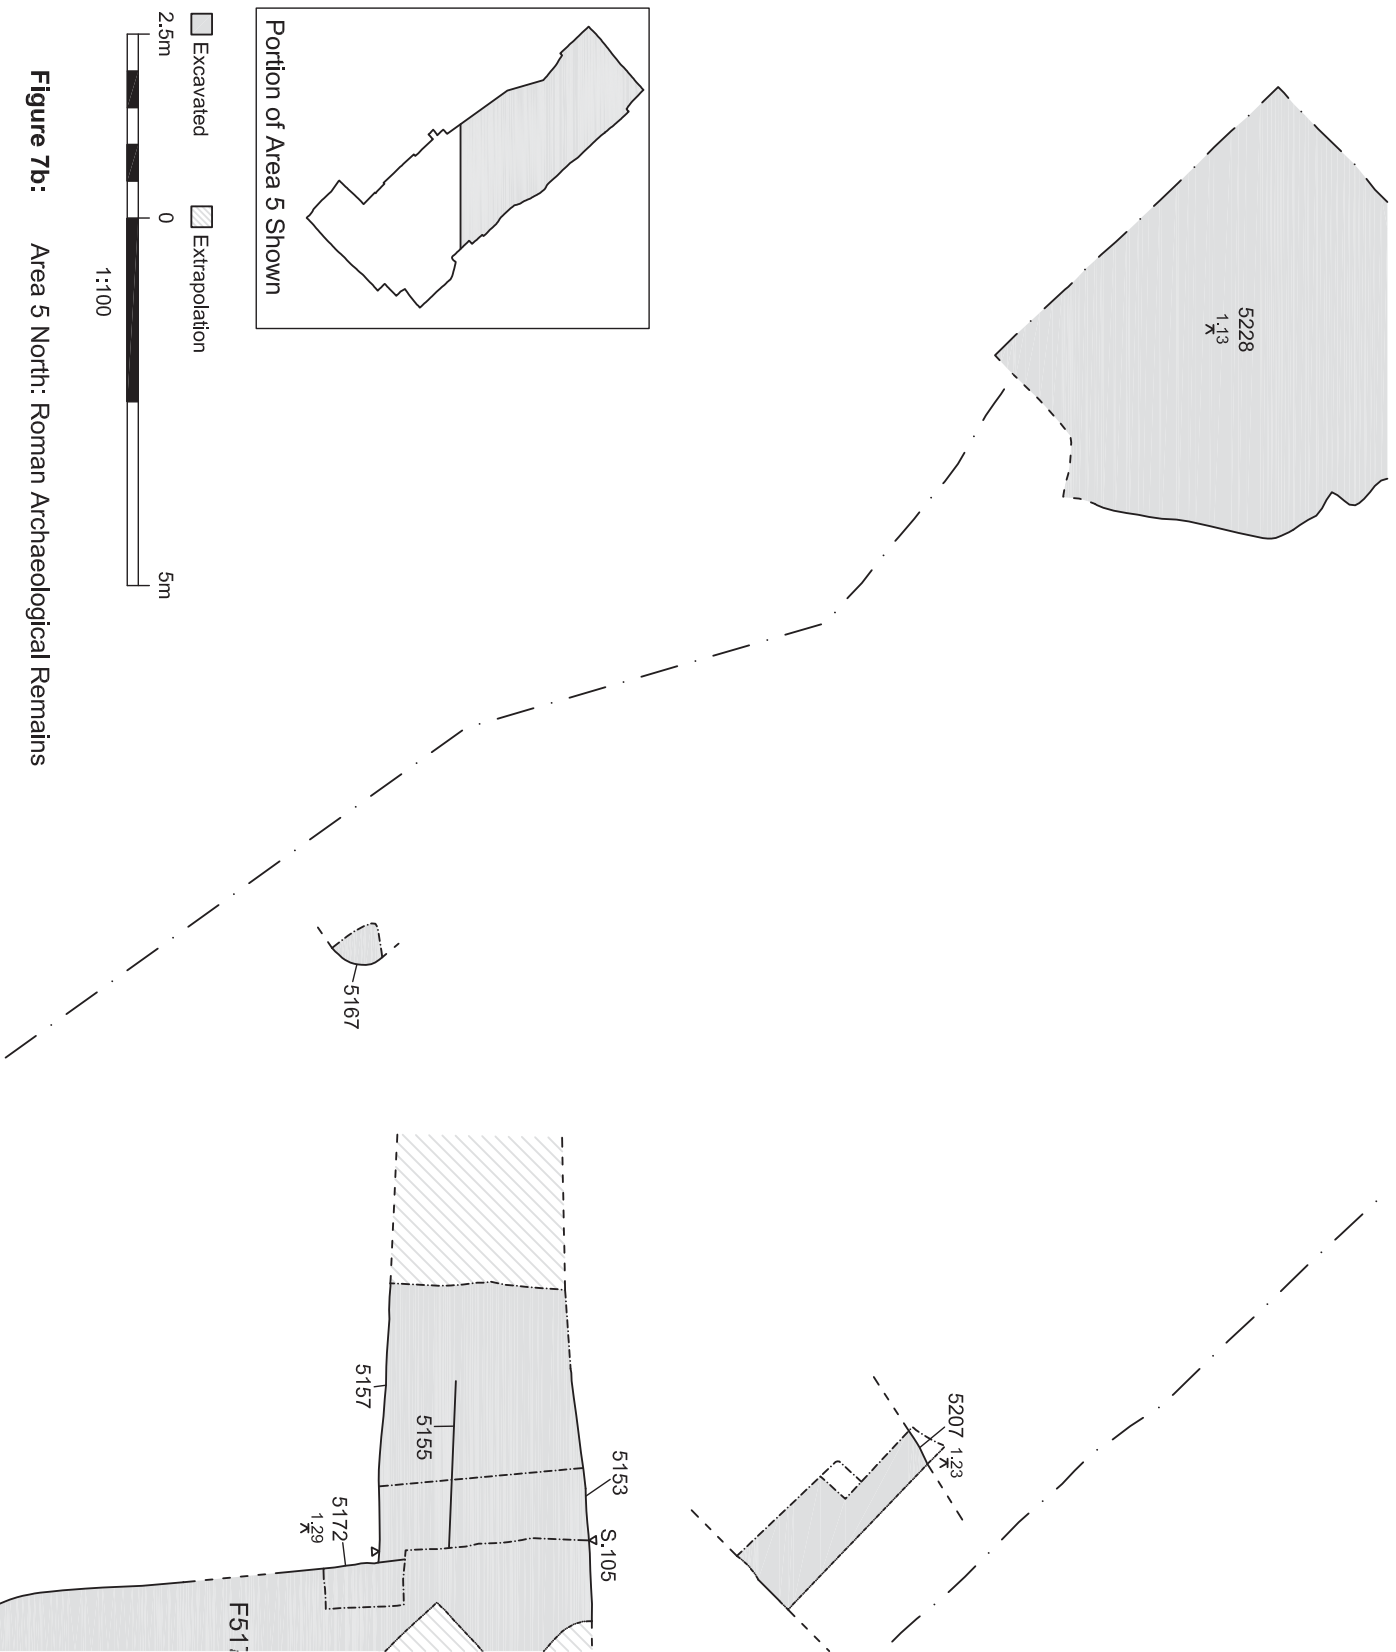 5228
1.13
Portion of Area 5 Shown
Excavated
Extrapolation
2.5m
0
5m
1:100
Figure 7b: Area 5 North: Roman Archaeological Remains
5167
5207
1.23
5157
5155
5153
S.105
5172
1.29
F517